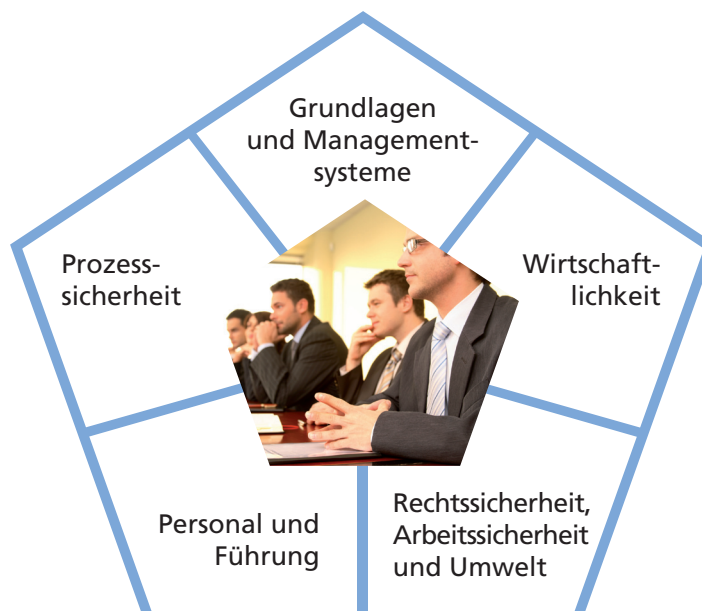 Grundlagen
und Management-
systeme
Prozess-
sicherheit
Wirtschaft-
lichkeit
Personal und
Führung
Rechtssicherheit,
Arbeitssicherheit
und Umwelt